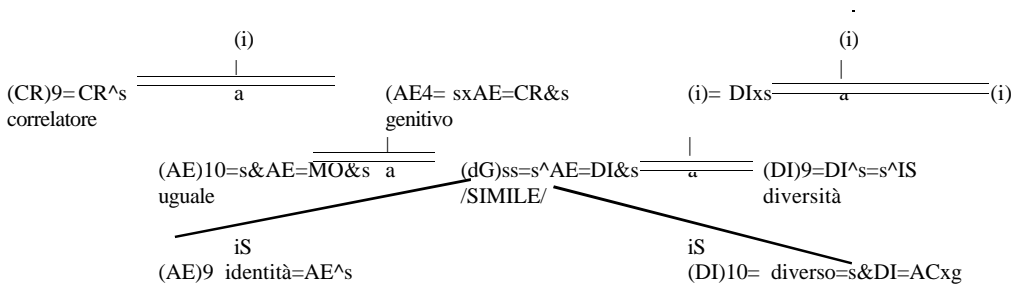 (i) (i)
(CR)9=CR^s a (AE4= sxAE=CR&s (i)= DIxs a (i)
correlatore genitivo
(AE)10=s&AE=MO&s a (dG)ss=s^AE=DI&s a (DI)9=DI^s=s^IS
uguale /SIMILE/ diversità
iS iS
(AE)9 identità=AE^s (DI)10= diverso=s&DI=ACxg